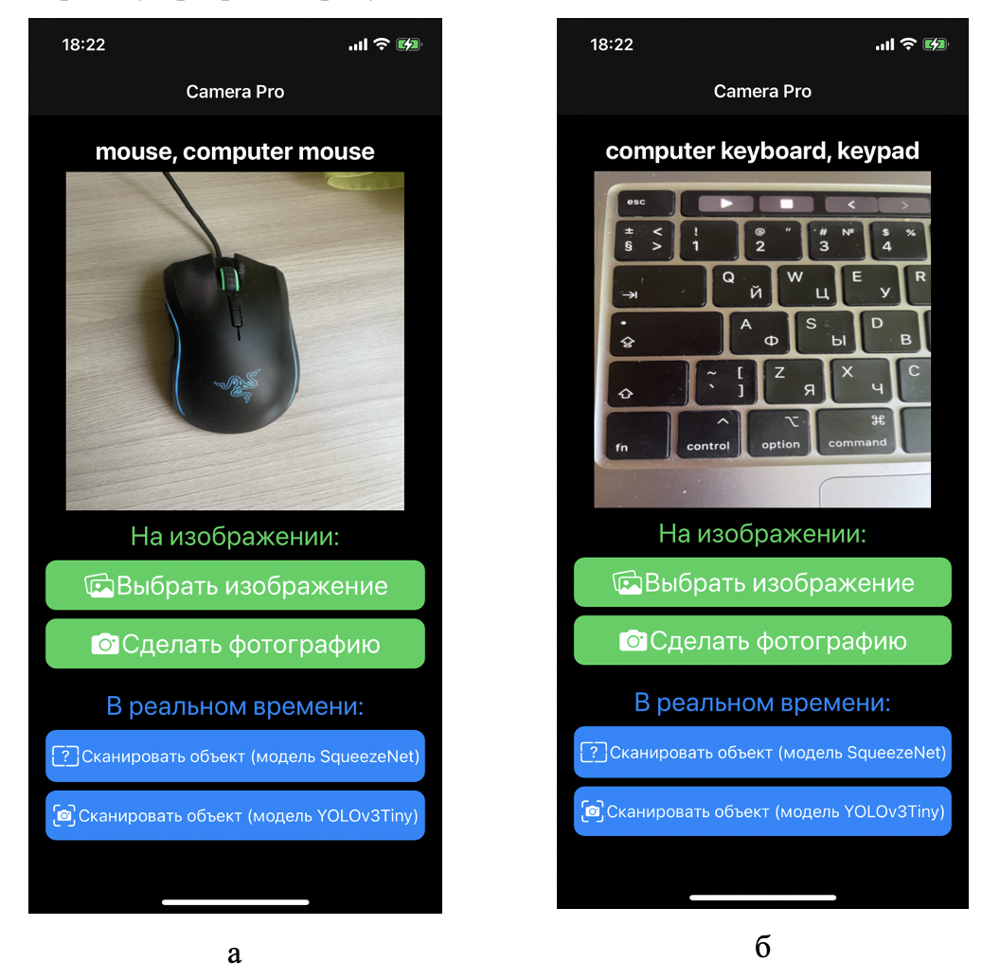 18:22
Camera Pro
mouse, computer mouse
На изображении:
Выбрать изображение
Сделать фотографию
В реальном времени:
? Сканировать объект (модель SqueezeNet)
Сканировать объект (модель YOLOv3Tiny)
а
18:22
Camera Pro
computer keyboard, keypad
esc
< >
± < § >
! 1
@ " 2
# № 3
$ % 4
Q Й
W Ц
E У
R
A Ф
S Ы
D В
~ [ ` ]
Z Я
X Ч
C
fn
control
option
command
На изображении:
Выбрать изображение
Сделать фотографию
В реальном времени:
? Сканировать объект (модель SqueezeNet)
Сканировать объект (модель YOLOv3Tiny)
б